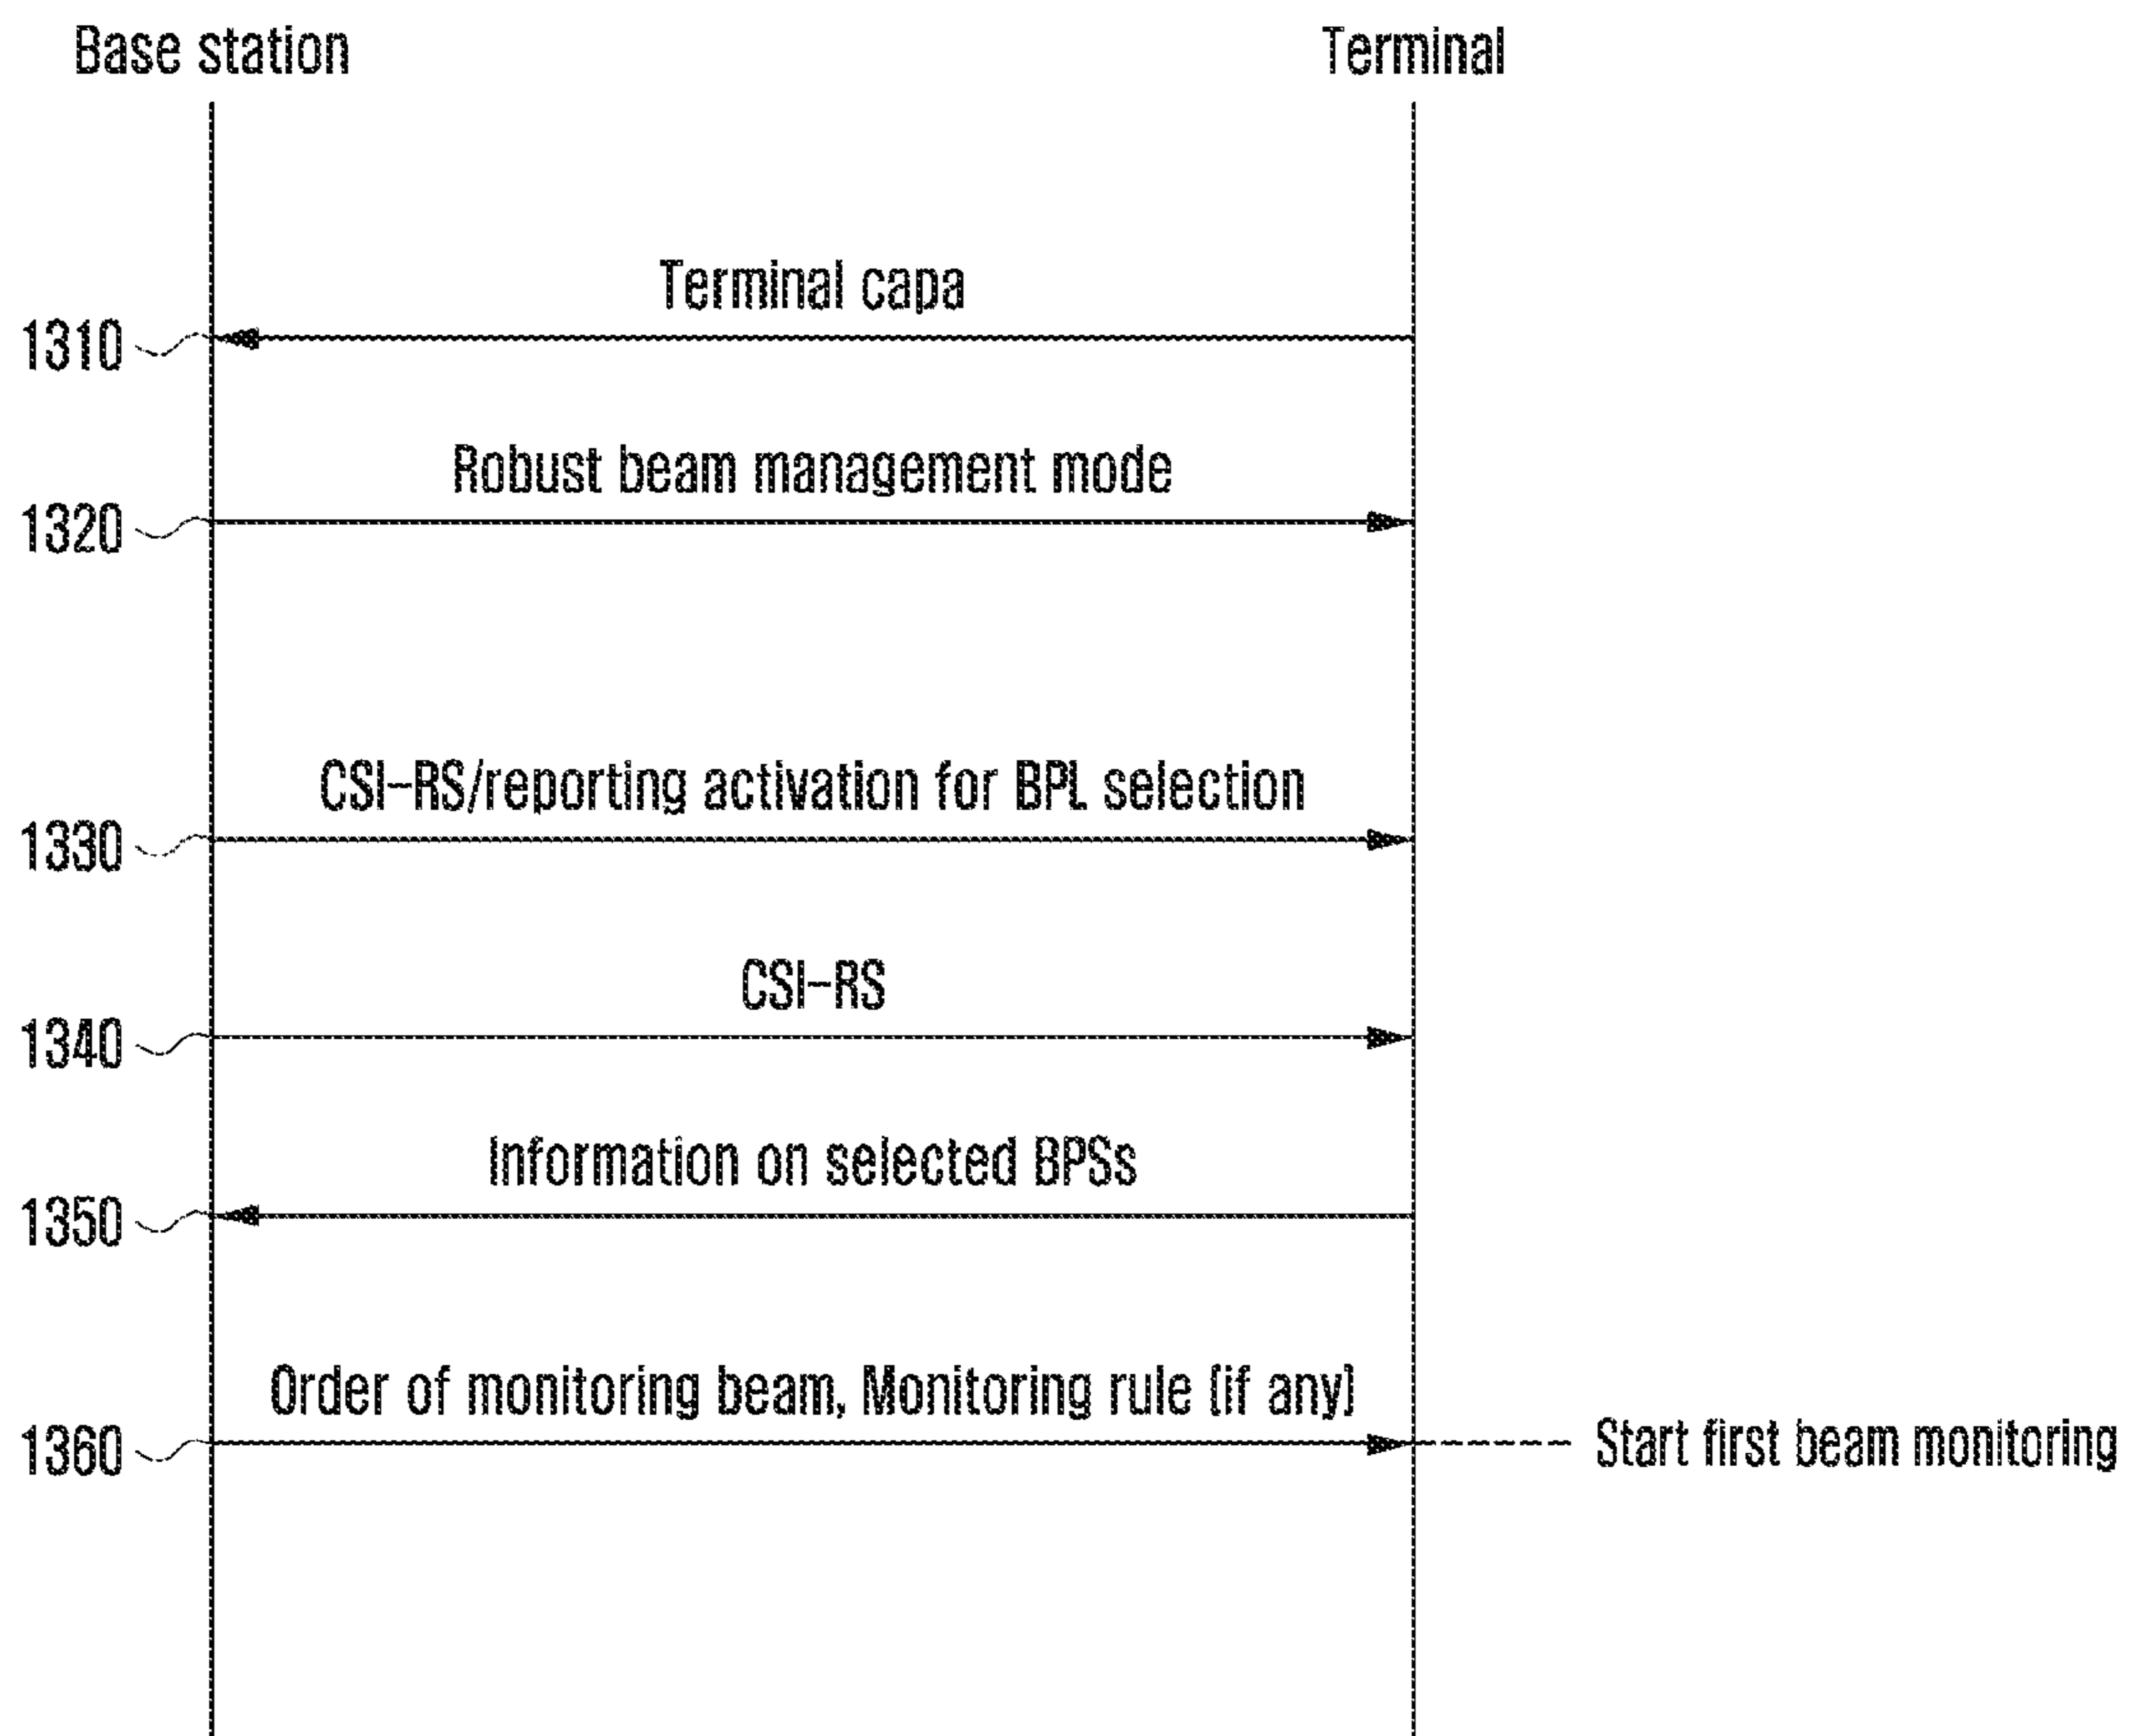 Base station
Terminal
Terminal capa
1310
Robust beam management mode
1320
CSI-RS/reporting activation for BPL selection
1330
CSI-RS
1340
Information on selected BPSs
1350
Order of monitoring beam, Monitoring rule (if any)
1360
Start first beam monitoring